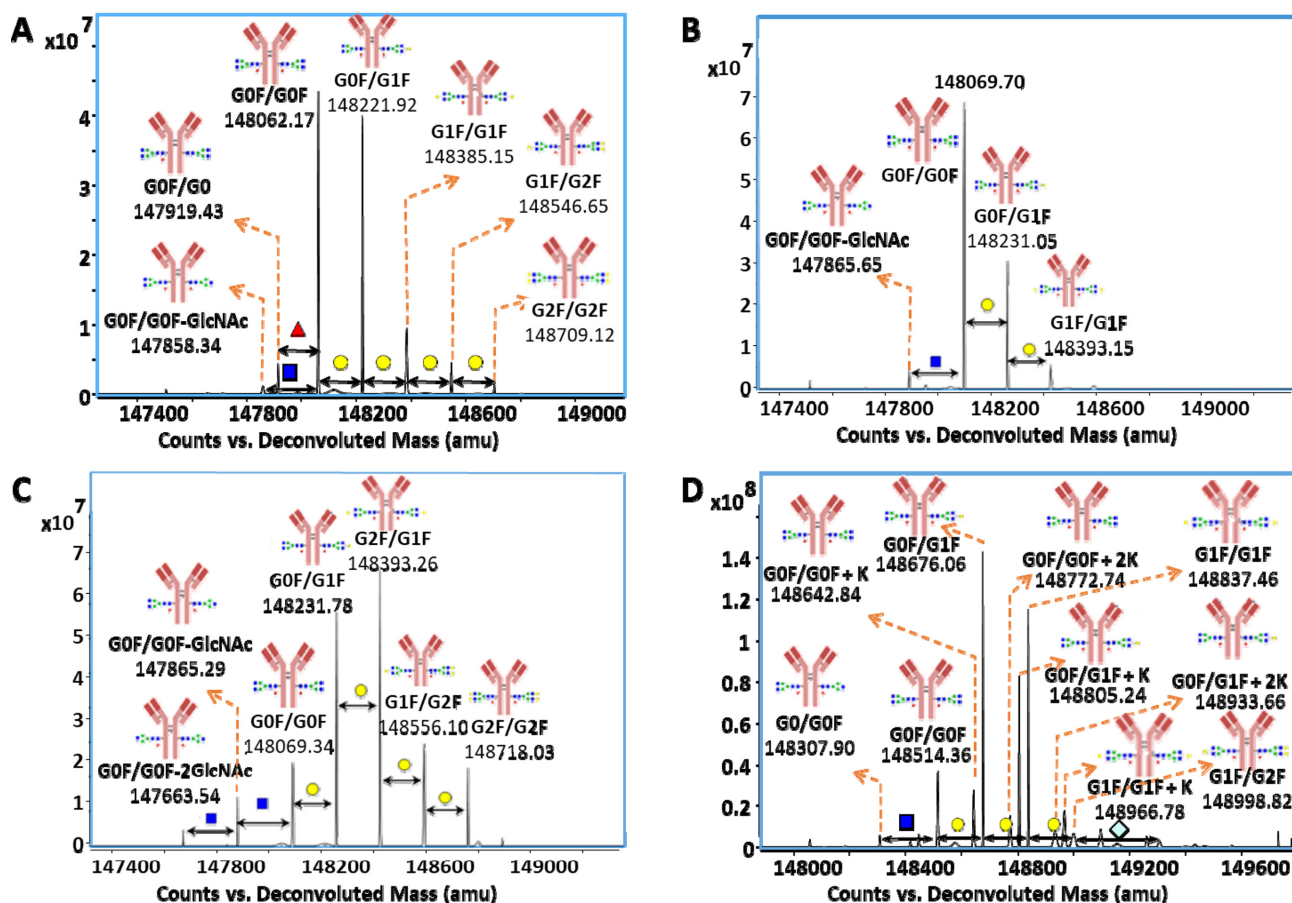 A
x10
7
G0F/G0F
148062.17
G0F/G1F
148221.92
G1F/G1F
148385.15
G0F/G0
147919.43
G1F/G2F
148546.65
G0F/G0F-GlcNAc
147858.34
G2F/G2F
148709.12
4
3
2
1
0
147400 147800 148200 148600 149000
Counts vs. Deconvoluted Mass (amu)
B
x10
7
148069.70
G0F/G0F
G0F/G1F
148231.05
G0F/G0F-GlcNAc
147865.65
G1F/G1F
148393.15
7
6
5
4
3
2
1
0
147400 147800 148200 148600 149000
Counts vs. Deconvoluted Mass (amu)
C
x10
7
G2F/G1F
148393.26
G0F/G1F
148231.78
G0F/G0F-GlcNAc
147865.29
G0F/G0F
148069.34
G1F/G2F
148556.10
G2F/G2F
148718.03
G0F/G0F-2GlcNAc
147663.54
7
6
5
4
3
2
1
0
147400 147800 148200 148600 149000
Counts vs. Deconvoluted Mass (amu)
D
x10
8
G0F/G1F
148676.06
G0F/G0F + 2K
148772.74
G1F/G1F
148837.46
G0F/G0F + K
148642.84
G0F/G1F + K
148805.24
G0F/G1F + 2K
148933.66
G0/G0F
148307.90
G0F/G0F
148514.36
G1F/G1F + K
148966.78
G1F/G2F
148998.82
1.4
1.2
1
0.8
0.6
0.4
0.2
0
148000 148400 148800 149200 149600
Counts vs. Deconvoluted Mass (amu)